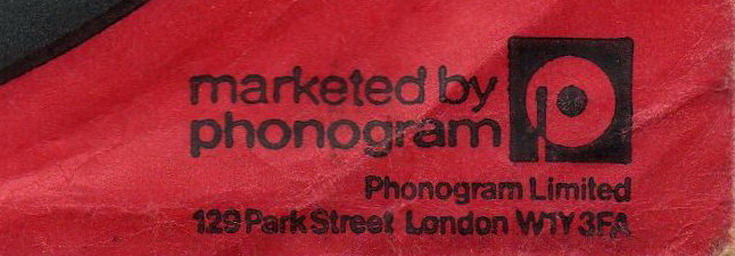 marketed by
phonogram
Phonogram Limited
129 Park Street London W1Y 3FA